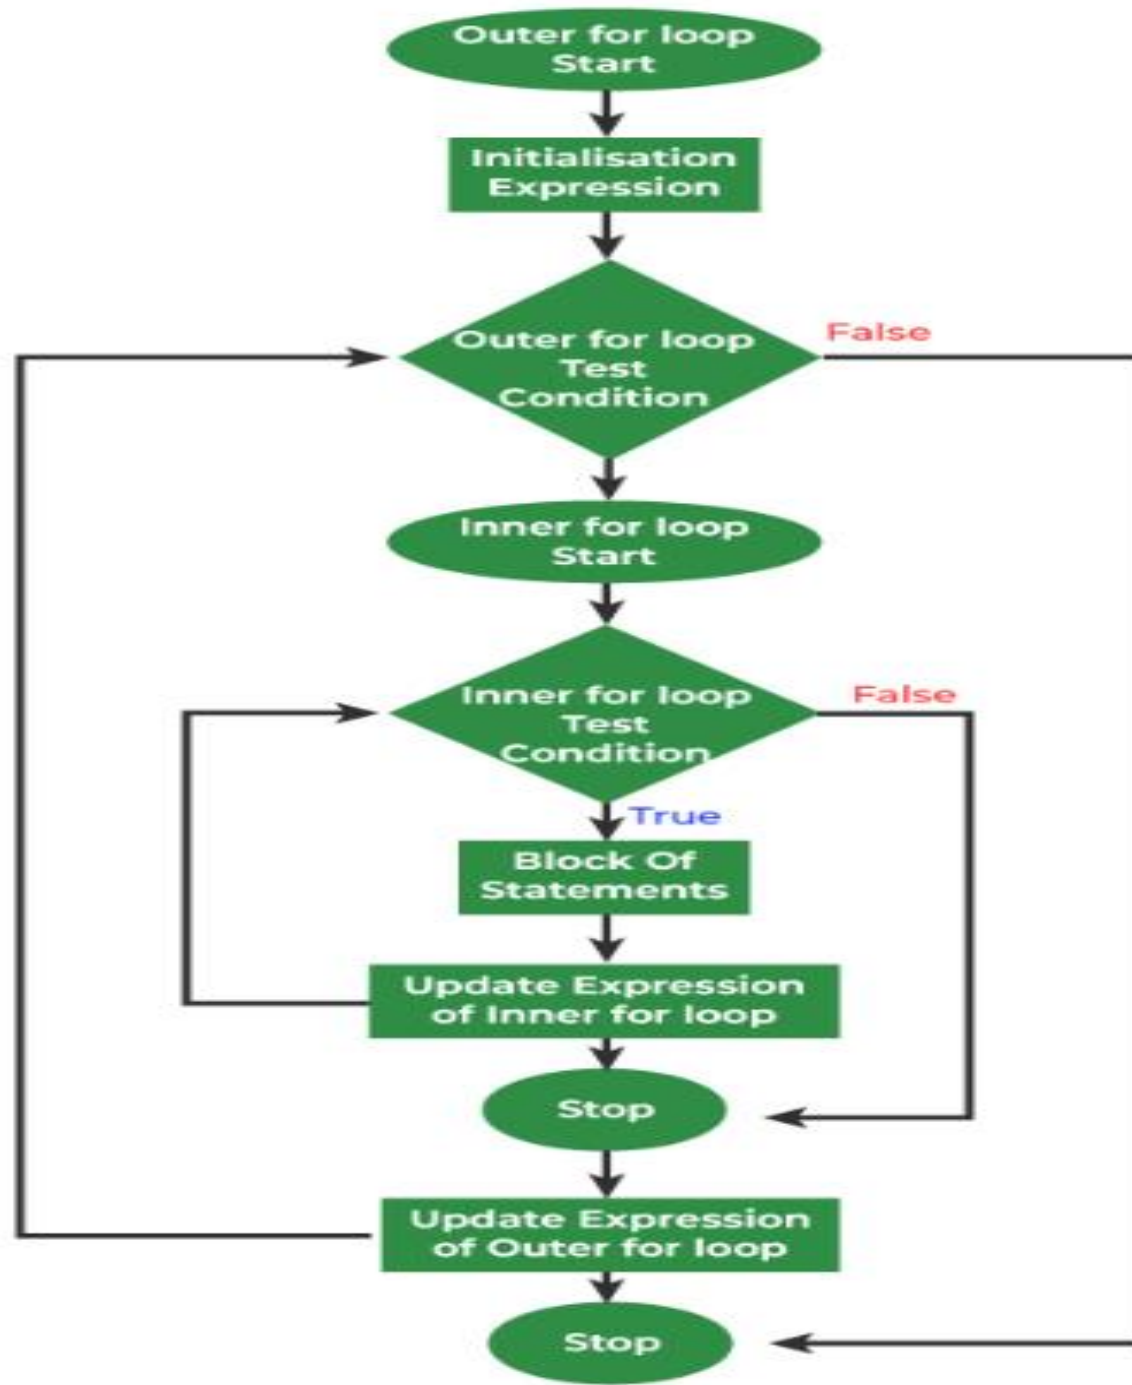 Outer for loop
Start
Initialisation
Expression
Outer for loop
Test
Condition
False
Inner for loop
Start
Inner for loop
Test
Condition
False
True
Block Of
Statements
Update Expression
of Inner for loop
Stop
Update Expression
of Outer for loop
Stop